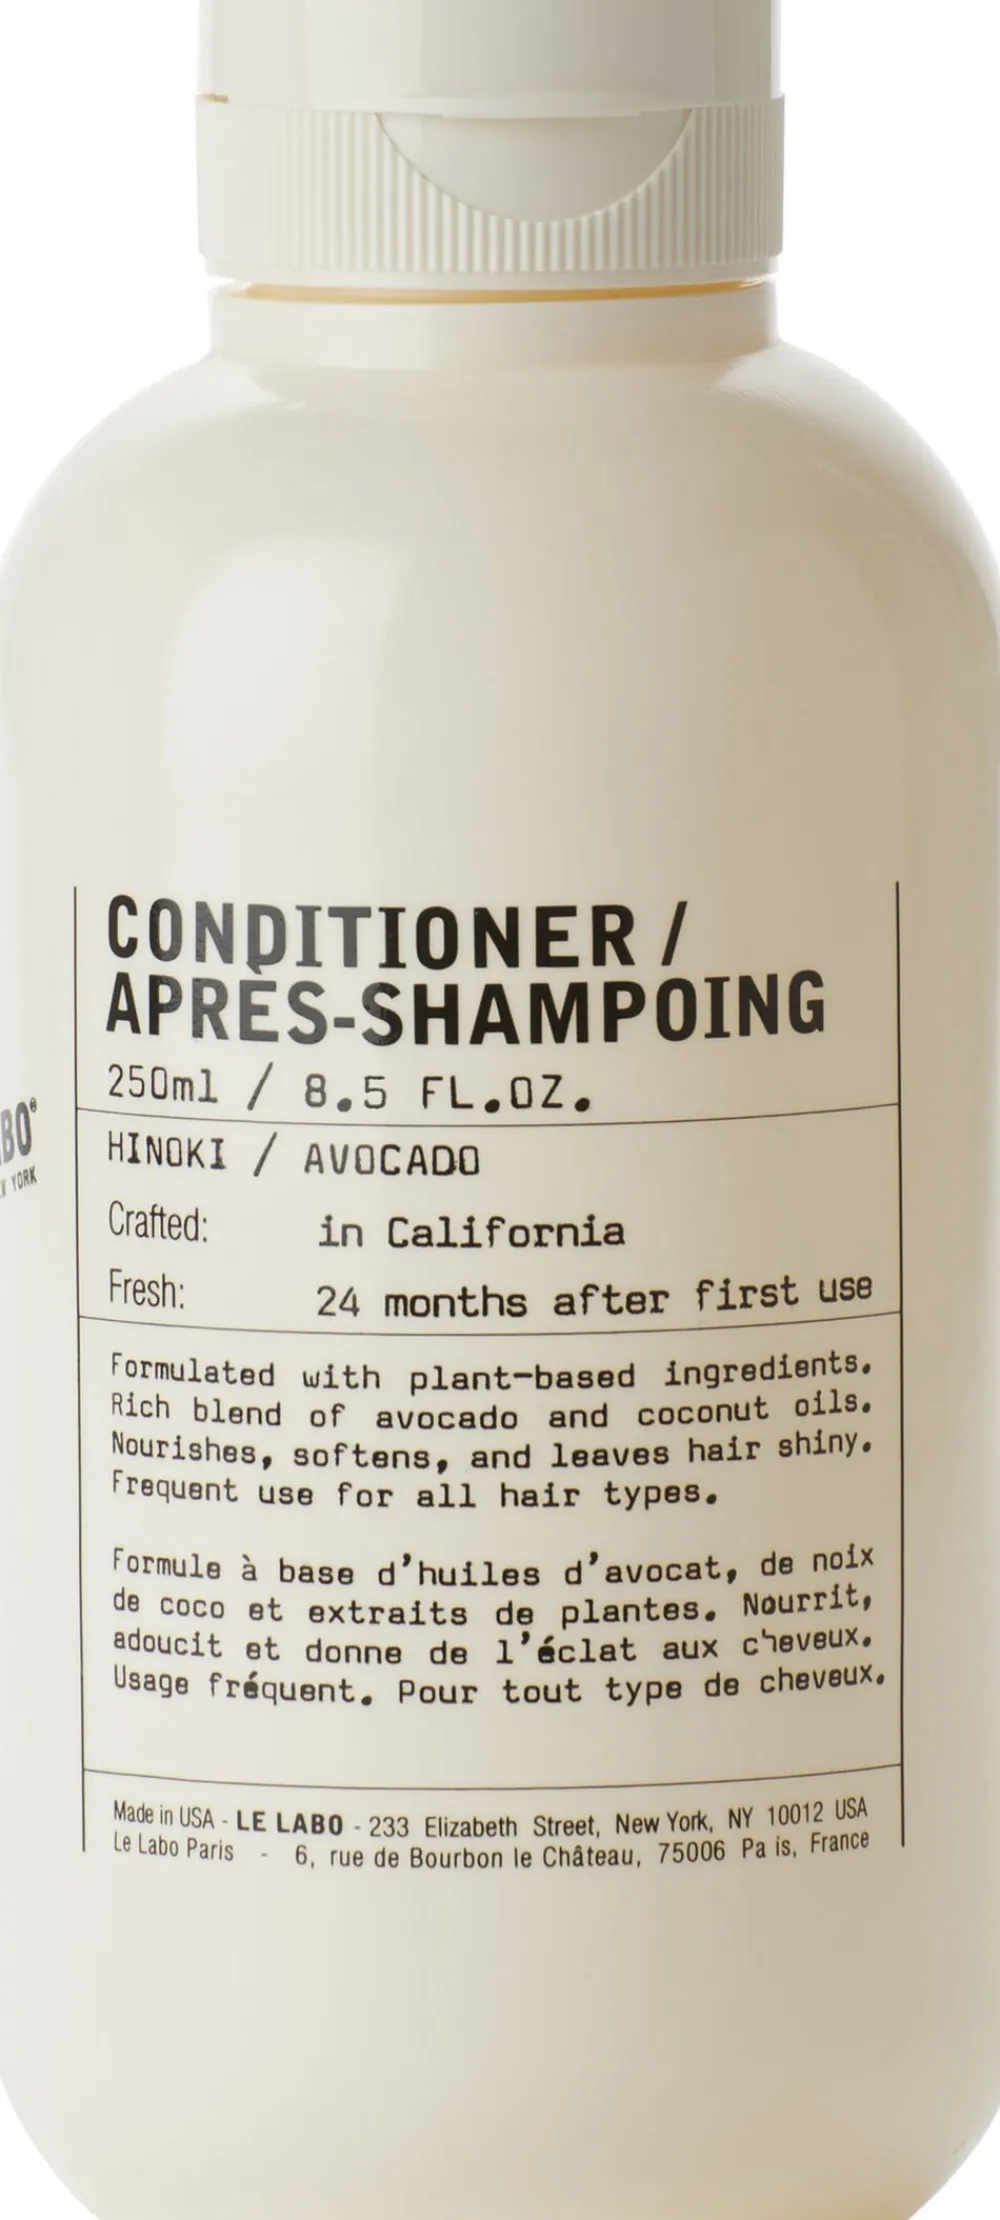 CONDITIONER /
APRÈS-SHAMPOING
250ml / 8.5 FL.OZ.
HINOKI / AVOCADO
Crafted: in California
Fresh: 24 months after first use
Formulated with plant-based ingredients.
Rich blend of avocado and coconut oils.
Nourishes, softens, and leaves hair shiny.
Frequent use for all hair types.
Formule à base d'huiles d'avocat, de noix
de coco et extraits de plantes. Nourrit,
adoucit et donne de l'éclat aux cheveux.
Usage fréquent. Pour tout type de cheveux.
Made in USA - LE LABO - 233 Elizabeth Street, New York, NY 10012 USA
Le Labo Paris - 6, rue de Bourbon le Château, 75006 Pa is, France
BO®
YORK